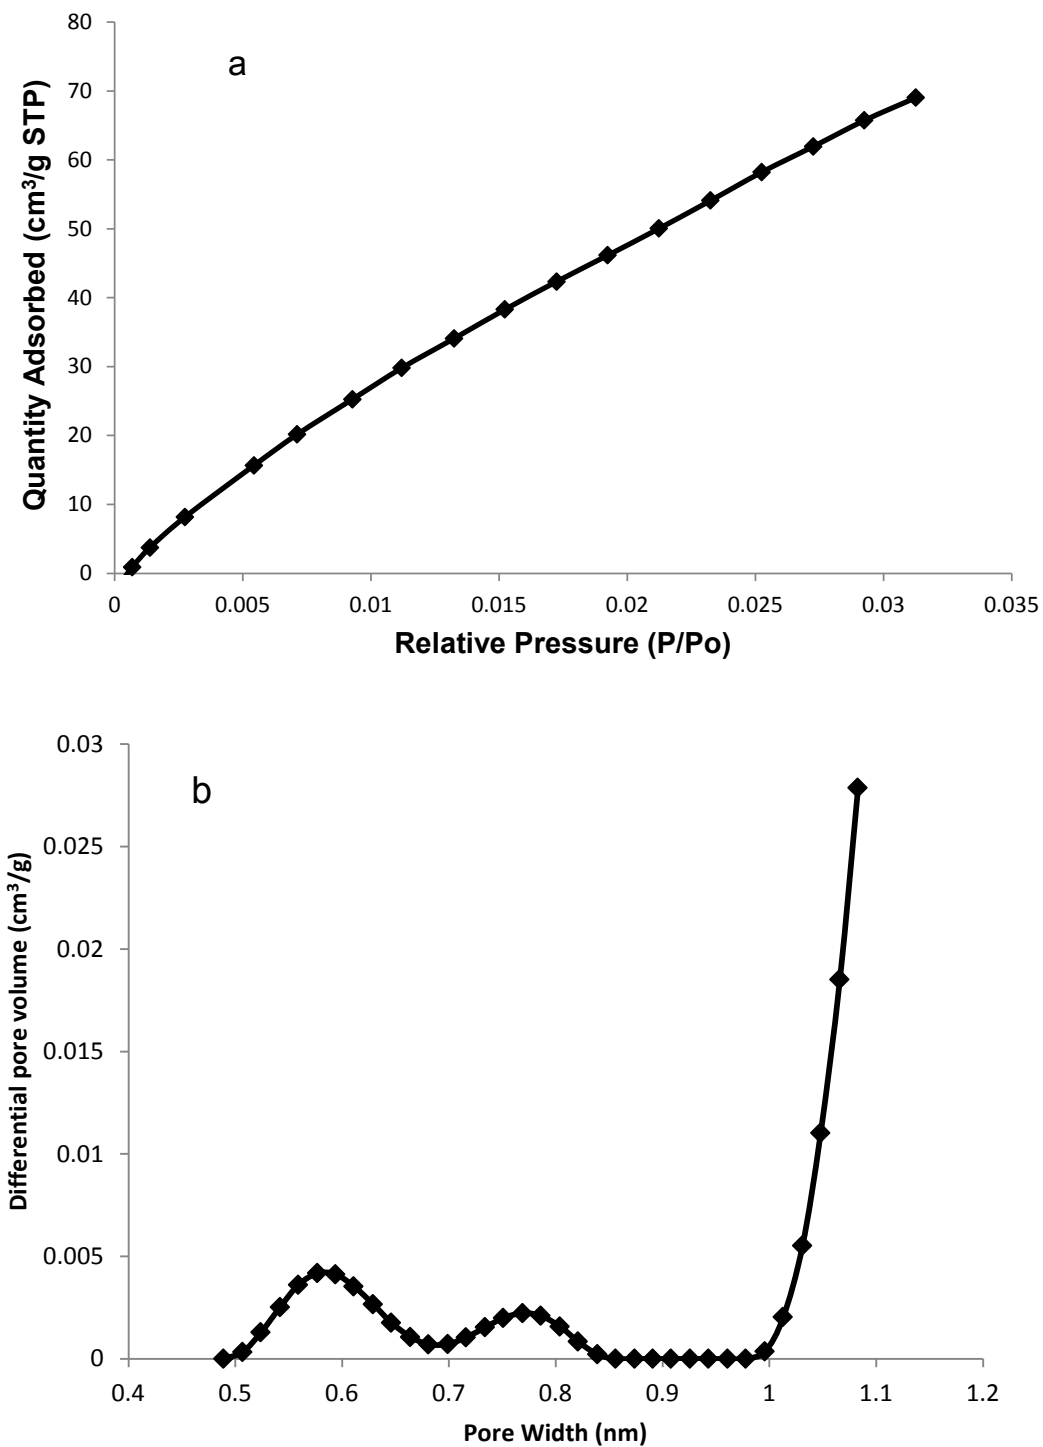 a
80
70
60
50
40
30
20
10
0
Quantity Adsorbed (cm³/g STP)
0 0.005 0.01 0.015 0.02 0.025 0.03 0.035
Relative Pressure (P/Po)
b
0.03
0.025
0.02
0.015
0.01
0.005
0
Differential pore volume (cm³/g)
0.4 0.5 0.6 0.7 0.8 0.9 1 1.1 1.2
Pore Width (nm)